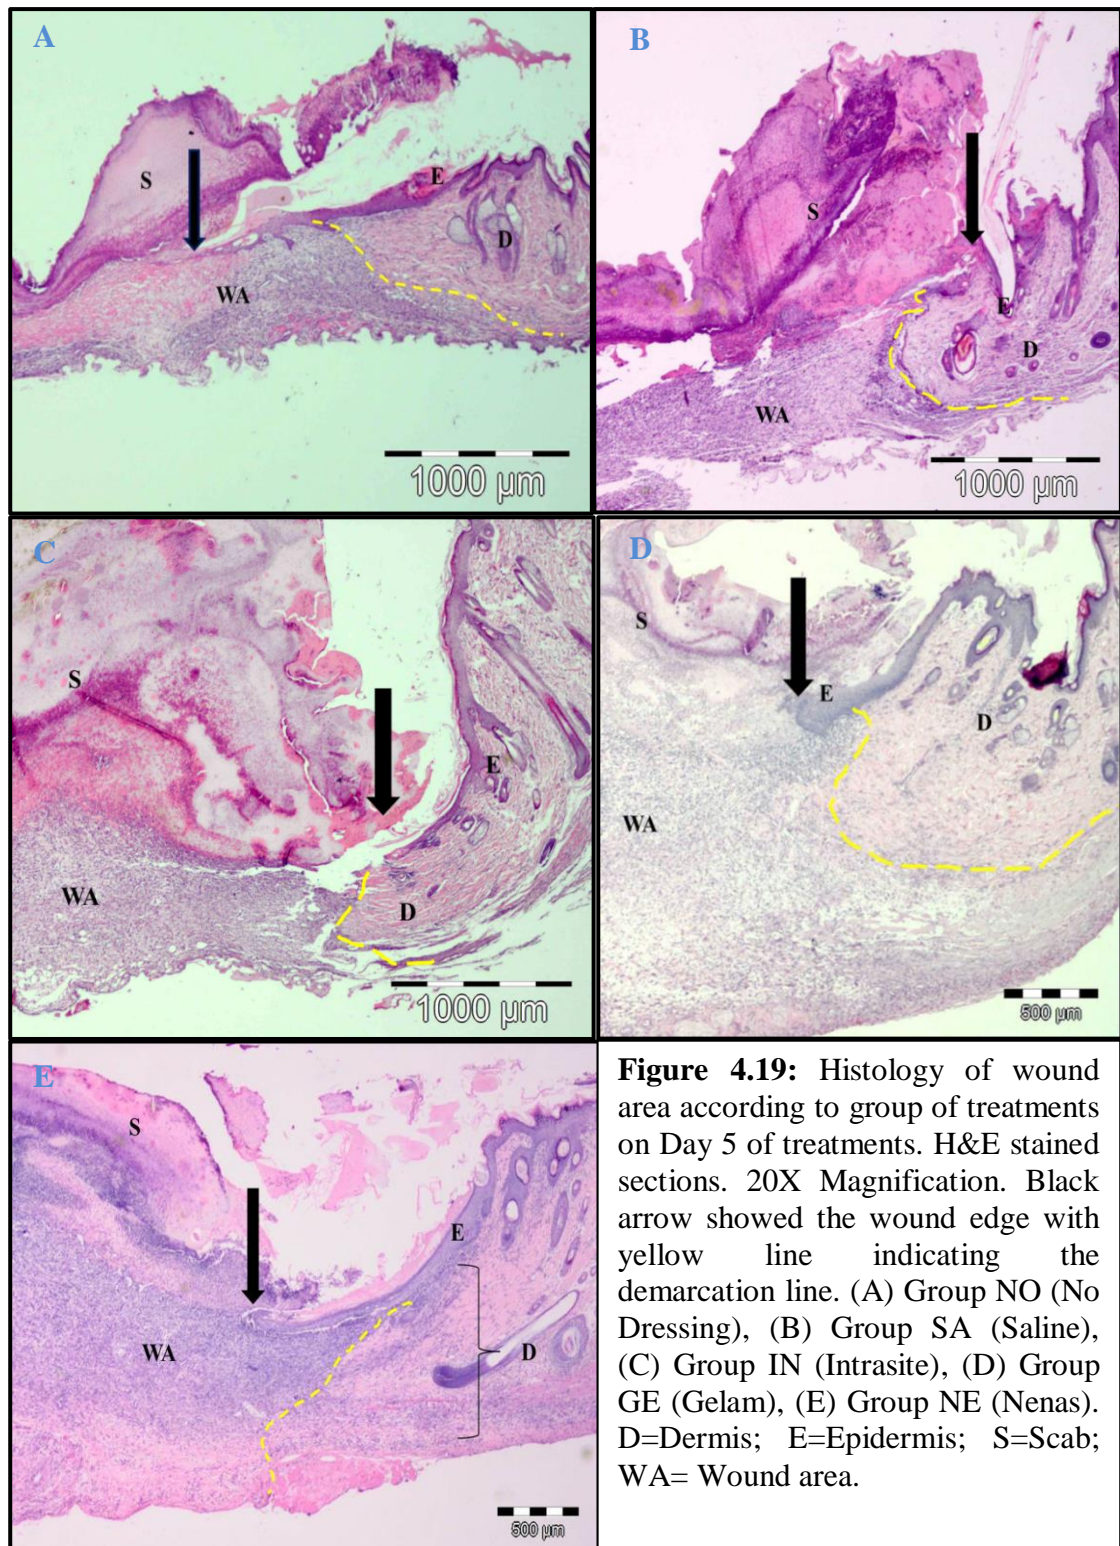 A
S
E
D
WA
1000 µm
B
S
E
D
WA
1000 µm
C
S
E
WA
D
1000 µm
D
S
E
D
WA
500 µm
E
S
E
WA
D
500 µm
Figure 4.19: Histology of wound
area according to group of treatments
on Day 5 of treatments. H&E stained
sections. 20X Magnification. Black
arrow showed the wound edge with
yellow line indicating the
demarcation line. (A) Group NO (No
Dressing), (B) Group SA (Saline),
(C) Group IN (Intrasite), (D) Group
GE (Gelam), (E) Group NE (Nenas).
D=Dermis; E=Epidermis; S=Scab;
WA= Wound area.